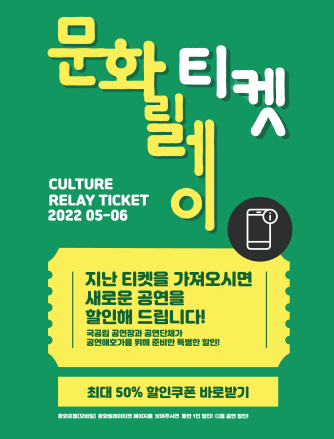 문화티켓
릴레이
CULTURE
RELAY TICKET
2022 05-06
지난 티켓을 가져오시면
새로운 공연을
할인해 드립니다!
국공립 공연장과 공연단체가
공연애호가를 위해 준비한 특별한 할인!
최대 50% 할인쿠폰 바로받기